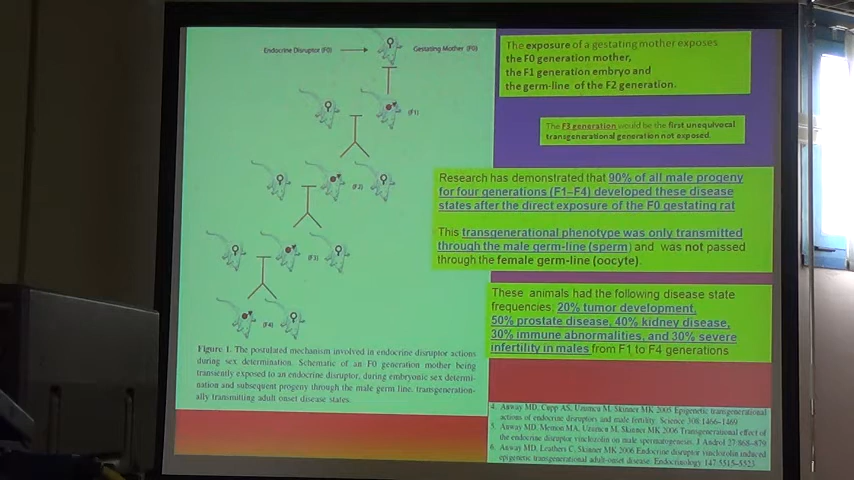 Endocrine Disruptor (F0)
Gestating Mother (F0)
(F1)
(F2)
(F3)
(F4)
Figure 1. The postulated mechanism involved in endocrine disruptor actions
during sex determination. Schematic of an F0 generation mother being
transiently exposed to an endocrine disruptor, during embryonic sex determi-
nation and subsequent progeny through the male germ line, transgeneration-
ally transmitting adult onset disease states.
The exposure of a gestating mother exposes
the F0 generation mother,
the F1 generation embryo and
the germ-line of the F2 generation.
The F3 generation would be the first unequivocal
transgenerational generation not exposed.
Research has demonstrated that 90% of all male progeny
for four generations (F1–F4) developed these disease
states after the direct exposure of the F0 gestating rat
This transgenerational phenotype was only transmitted
through the male germ-line (sperm) and was not passed
through the female germ-line (oocyte).
These animals had the following disease state
frequencies; 20% tumor development,
50% prostate disease, 40% kidney disease,
30% immune abnormalities, and 30% severe
infertility in males from F1 to F4 generations
4. Anway MD, Cupp AS, Uzumcu M, Skinner MK 2005 Epigenetic transgenerational
actions of endocrine disruptors and male fertility. Science 308:1466–1469
5. Anway MD, Memon MA, Uzumcu M, Skinner MK 2006 Transgenerational effect of
the endocrine disruptor vinclozolin on male spermatogenesis. J Androl 27:868–879
6. Anway MD, Leathers C, Skinner MK 2006 Endocrine disruptor vinclozolin induced
epigenetic transgenerational adult-onset disease. Endocrinology 147:5515–5523